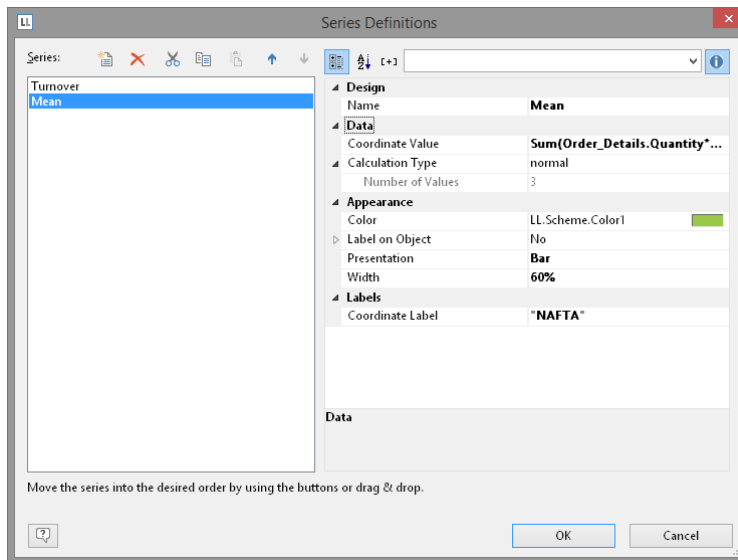 LL Series Definitions
Series:
[+]
Turnover
Mean
Design
Name Mean
Data
Coordinate Value Sum(Order_Details.Quantity*...
Calculation Type normal
Number of Values 3
Appearance
Color LL.Scheme.Color1
Label on Object No
Presentation Bar
Width 60%
Labels
Coordinate Label "NAFTA"
Data
Move the series into the desired order by using the buttons or drag & drop.
OK Cancel